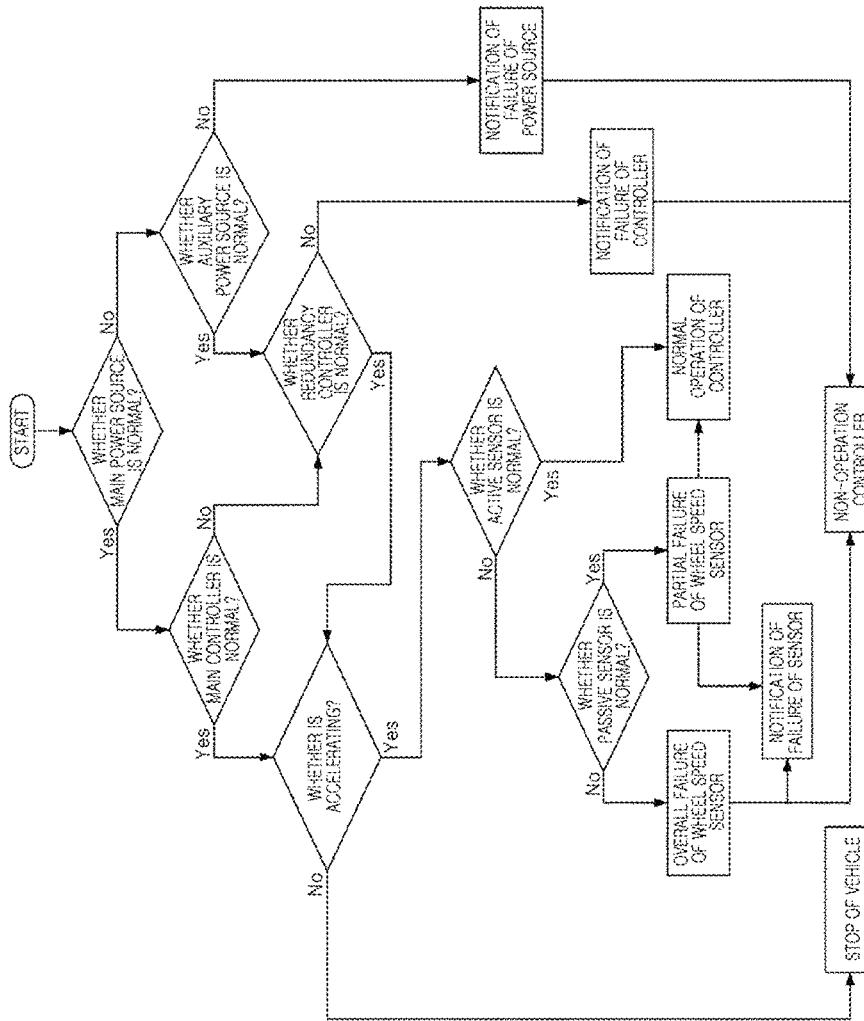 START
WHETHER
MAIN POWER SOURCE
IS NORMAL?
Yes
No
WHETHER
MAIN CONTROLLER IS
NORMAL?
Yes
No
WHETHER
AUXILIARY
POWER SOURCE IS
NORMAL?
Yes
No
WHETHER
REDUNDANCY
CONTROLLER
IS NORMAL?
Yes
No
WHETHER IS
ACCELERATING?
No
Yes
WHETHER
ACTIVE SENSOR IS
NORMAL?
No
Yes
NOTIFICATION OF
FAILURE OF
POWER SOURCE
NOTIFICATION OF
FAILURE OF
CONTROLLER
WHETHER
PASSIVE SENSOR IS
NORMAL?
No
Yes
OVERALL FAILURE
OF WHEEL SPEED
SENSOR
PARTIAL FAILURE
OF WHEEL SPEED
SENSOR
NORMAL
OPERATION OF
CONTROLLER
NOTIFICATION OF
FAILURE OF SENSOR
STOP OF VEHICLE
NON-OPERATION
CONTROLLER